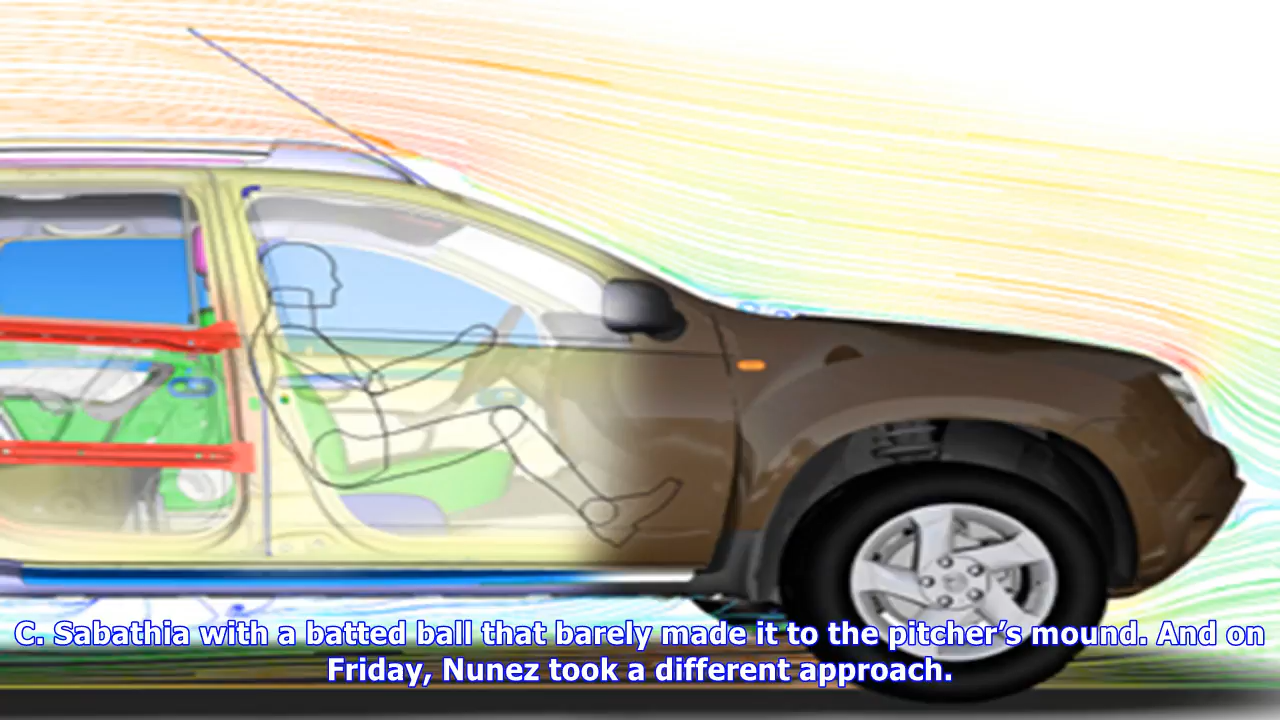 C. Sabathia with a batted ball that barely made it to the pitcher’s mound. And on
Friday, Nunez took a different approach.